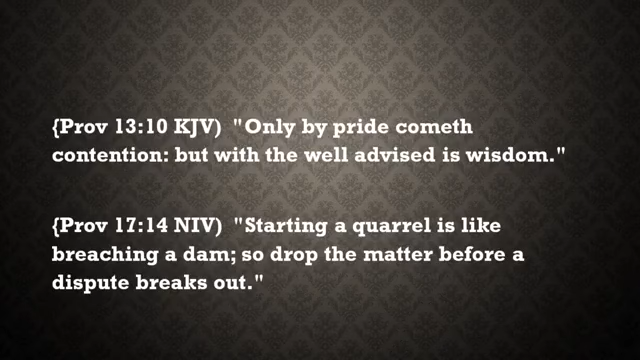 {Prov 13:10 KJV)  "Only by pride cometh
contention: but with the well advised is wisdom."
{Prov 17:14 NIV)  "Starting a quarrel is like
breaching a dam; so drop the matter before a
dispute breaks out."